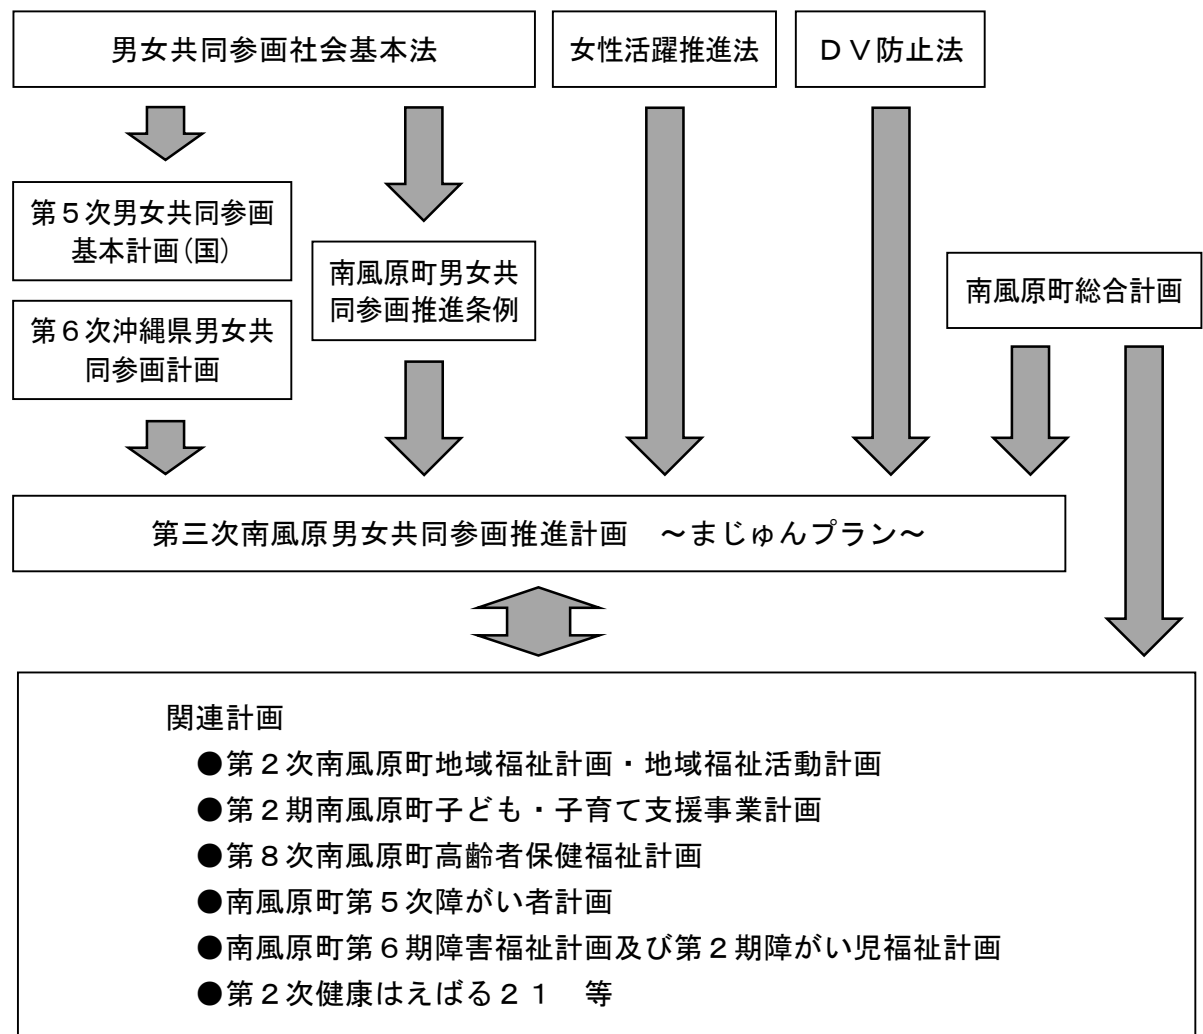 男女共同参画社会基本法
女性活躍推進法
ＤＶ防止法
第５次男女共同参画
基本計画(国)
南風原町男女共
同参画推進条例
南風原町総合計画
第６次沖縄県男女共
同参画計画
第三次南風原男女共同参画推進計画　～まじゅんプラン～
関連計画
●第２次南風原町地域福祉計画・地域福祉活動計画
●第２期南風原町子ども・子育て支援事業計画
●第８次南風原町高齢者保健福祉計画
●南風原町第５次障がい者計画
●南風原町第６期障害福祉計画及び第２期障がい児福祉計画
●第２次健康はえばる２１　等